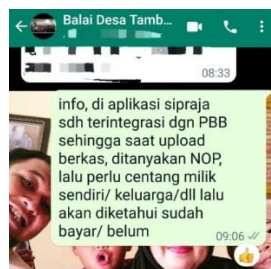 Balai Desa Tamb...
08:33
info, di aplikasi sipraja
sdh terintegrasi dgn PBB
sehingga saat upload
berkas, ditanyakan NOP,
lalu perlu centang milik
sendiri/ keluarga/dll lalu
akan diketahui sudah
bayar/ belum
09:06